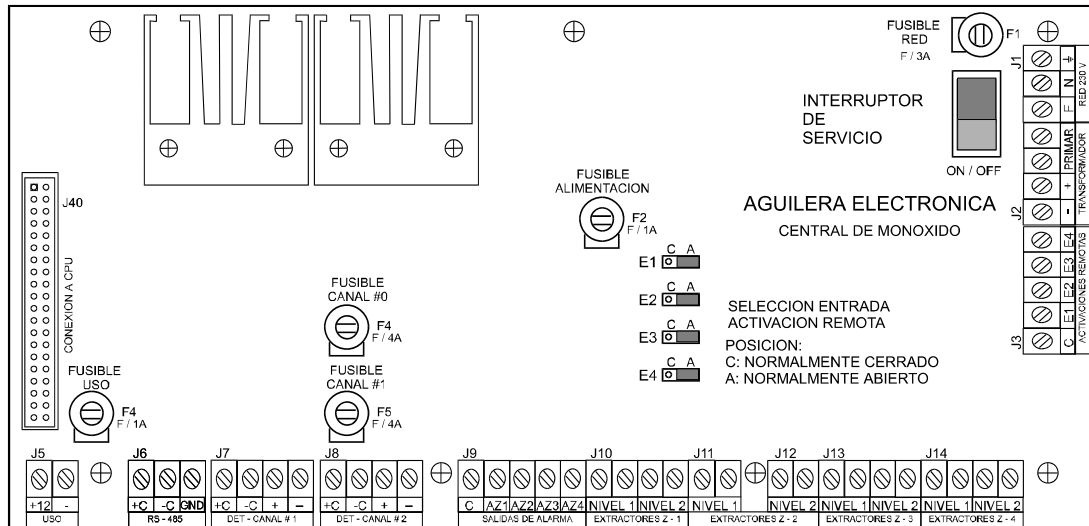 FUSIBLE
RED
F / 3A
F1
J1
N
F
RED 230 V
INTERRUPTOR
DE
SERVICIO
ON / OFF
PRIMAR
+
-
TRANSFORMADOR
J2
J40
CONEXION A CPU
FUSIBLE
ALIMENTACION
F2
F / 1A
AGUILERA ELECTRONICA
CENTRAL DE MONOXIDO
E4
E3
E2
E1
C
ACTIVACIONES REMOTAS
J3
C A
E1
C A
E2
C A
E3
C A
E4
SELECCION ENTRADA
ACTIVACION REMOTA
POSICION:
C: NORMALMENTE CERRADO
A: NORMALMENTE ABIERTO
FUSIBLE
CANAL #0
F4
F / 4A
FUSIBLE
USO
F4
F / 1A
FUSIBLE
CANAL #1
F5
F / 4A
J5 J6 J7 J8 J9 J10 J11 J12 J13 J14
+12 - +C -C GND +C -C + – +C -C + – C AZ1 AZ2 AZ3 AZ4 NIVEL 1 NIVEL 2 NIVEL 1 NIVEL 2 NIVEL 1 NIVEL 2 NIVEL 1 NIVEL 2
USO RS - 485 DET - CANAL # 1 DET - CANAL # 2 SALIDAS DE ALARMA EXTRACTORES Z - 1 EXTRACTORES Z - 2 EXTRACTORES Z - 3 EXTRACTORES Z - 4